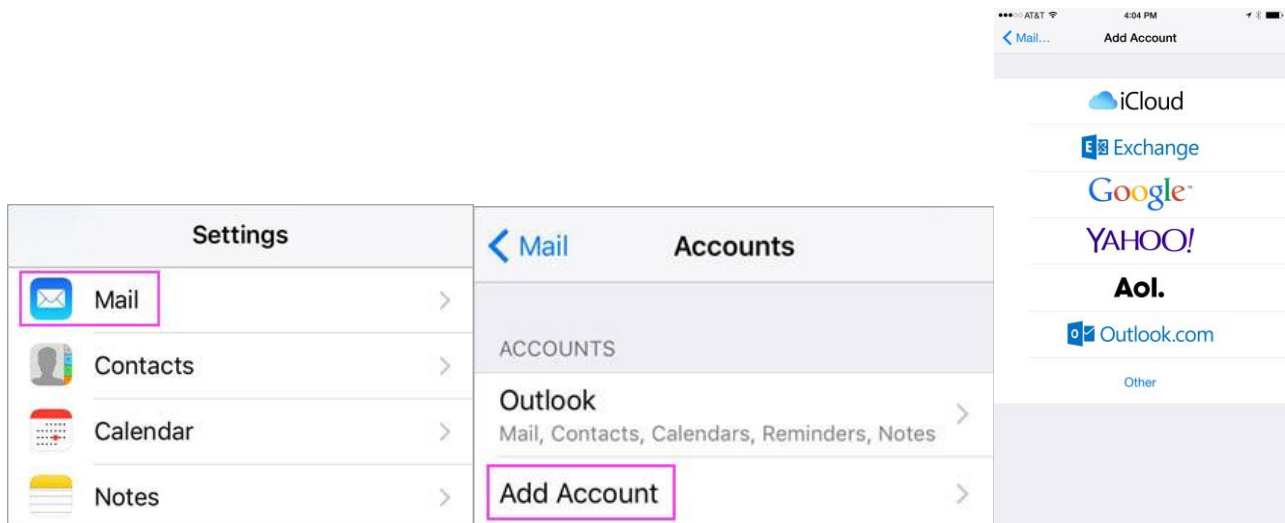 Settings
Mail
Contacts
Calendar
Notes
Mail Accounts
ACCOUNTS
Outlook
Mail, Contacts, Calendars, Reminders, Notes
Add Account
AT&T 4:04 PM
Mail... Add Account
iCloud
Exchange
Google
YAHOO!
Aol.
Outlook.com
Other